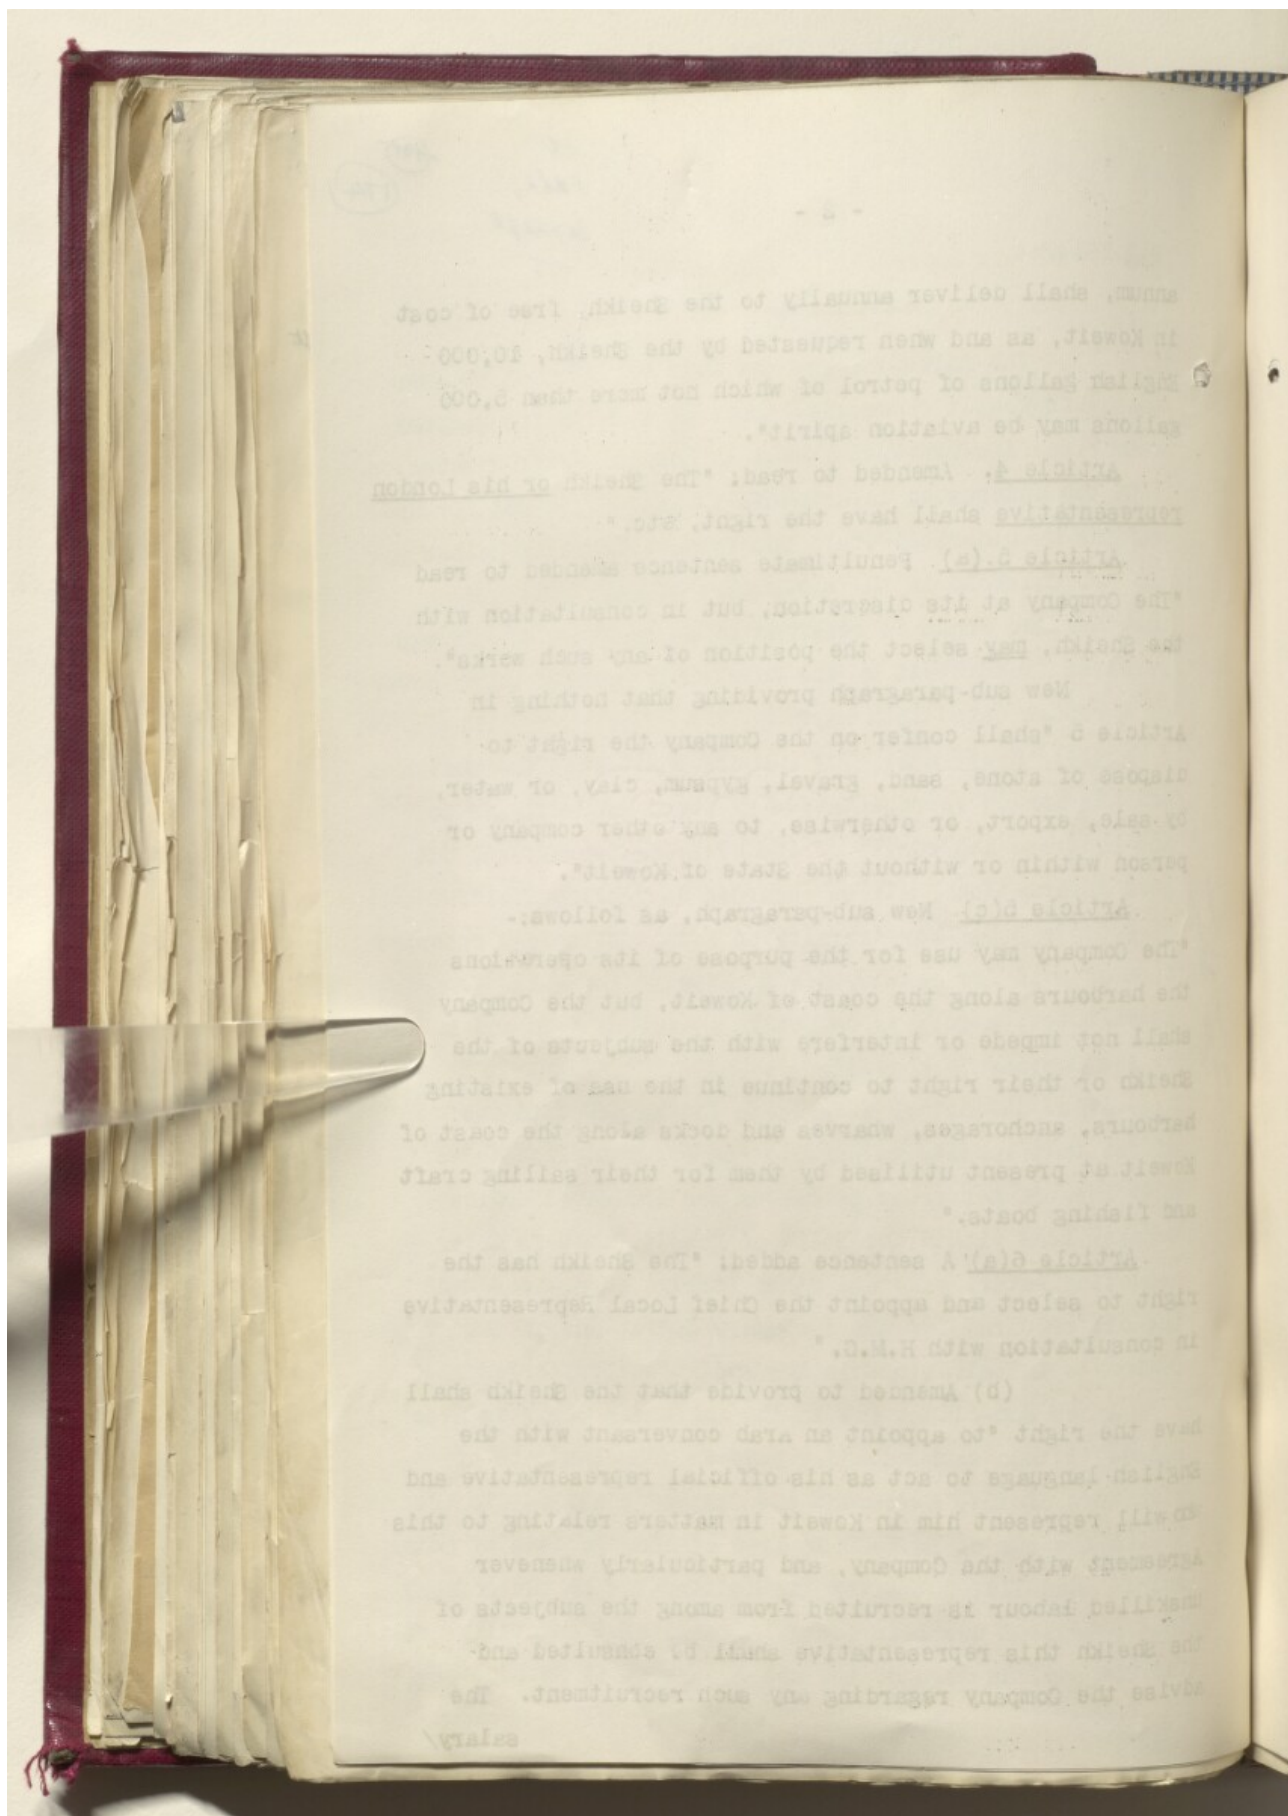 - 2 -
annum, shall deliver annually to the Sheikh, free of cost
in Koweit, as and when requested by the Sheikh, 10,000
English gallons of petrol of which not more than 5,000
gallons may be aviation spirit".
Article 4. Amended to read: "The Sheikh or his London
representative shall have the right, etc."
Article 5.(a) Penultimate sentence amended to read
"The Company at its discretion, but in consultation with
the Sheikh, may select the position of any such works".
New sub-paragraph providing that nothing in
Article 5 "shall confer on the Company the right to
dispose of stone, sand, gravel, gypsum, clay, or water,
by sale, export, or otherwise, to any other company or
person within or without the State of Koweit".
Article 5(c) New sub-paragraph, as follows:-
"The Company may use for the purpose of its operations
the harbours along the coast of Koweit, but the Company
shall not impede or interfere with the subjects of the
Sheikh or their right to continue in the use of existing
harbours, anchorages, wharves and docks along the coast of
Koweit at present utilised by them for their sailing craft
and fishing boats."
Article 6(a) A sentence added: "The Sheikh has the
right to select and appoint the Chief Local Representative
in consultation with H.M.G."
(b) Amended to provide that the Sheikh shall
have the right "to appoint an Arab conversant with the
English language to act as his official representative and
will represent him in Koweit in matters relating to this
Agreement with the Company, and particularly whenever
unskilled labour is recruited from among the subjects of
the Sheikh this representative shall be consulted and
advise the Company regarding any such recruitment. The
salary/